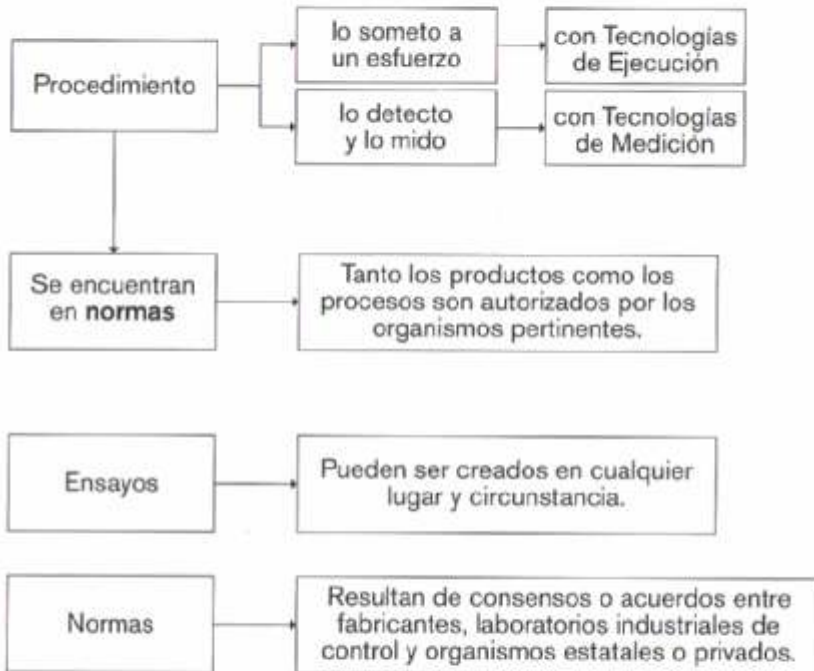 lo someto a
un esfuerzo
con Tecnologías
de Ejecución
Procedimiento
lo detecto
y lo mido
con Tecnologías
de Medición
Se encuentran
en normas
Tanto los productos como los
procesos son autorizados por los
organismos pertinentes.
Ensayos
Pueden ser creados en cualquier
lugar y circunstancia.
Normas
Resultan de consensos o acuerdos entre
fabricantes, laboratorios industriales de
control y organismos estatales o privados.